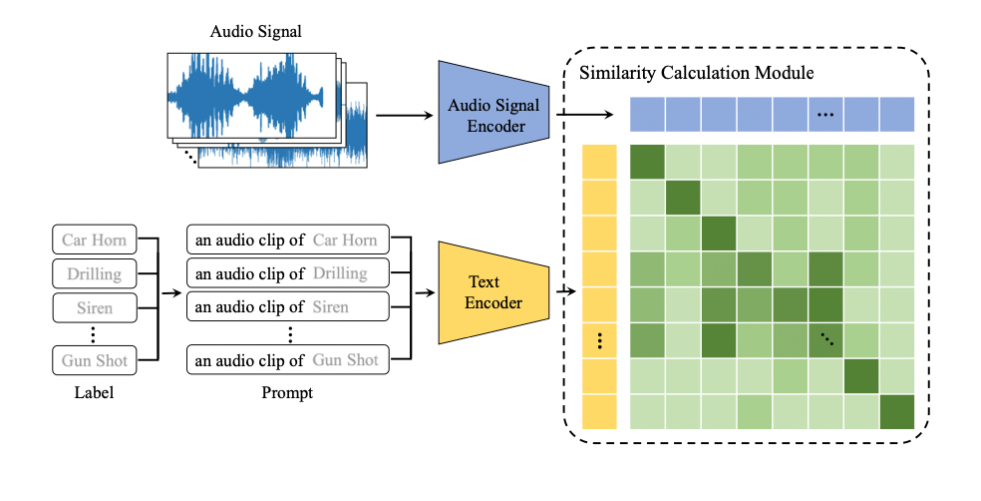 Audio Signal
Audio Signal
Encoder
Similarity Calculation Module
...
Car Horn
Drilling
Siren
⋮
Gun Shot
Label
an audio clip of Car Horn
an audio clip of Drilling
an audio clip of Siren
⋮
an audio clip of Gun Shot
Prompt
Text
Encoder
⋮
⋱